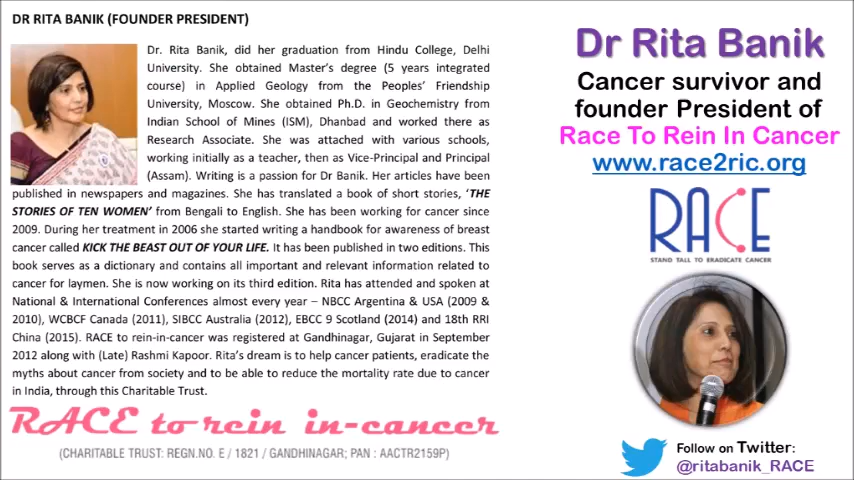 DR RITA BANIK (FOUNDER PRESIDENT)
Dr. Rita Banik, did her graduation from Hindu College, Delhi
University. She obtained Master's degree (5 years integrated
course) in Applied Geology from the Peoples' Friendship
University, Moscow. She obtained Ph.D. in Geochemistry from
Indian School of Mines (ISM), Dhanbad and worked there as
Research Associate. She was attached with various schools,
working initially as a teacher, then as Vice-Principal and Principal
(Assam). Writing is a passion for Dr Banik. Her articles have been
published in newspapers and magazines. She has translated a book of short stories, 'THE
STORIES OF TEN WOMEN' from Bengali to English. She has been working for cancer since
2009. During her treatment in 2006 she started writing a handbook for awareness of breast
cancer called KICK THE BEAST OUT OF YOUR LIFE. It has been published in two editions. This
book serves as a dictionary and contains all important and relevant information related to
cancer for laymen. She is now working on its third edition. Rita has attended and spoken at
National & International Conferences almost every year – NBCC Argentina & USA (2009 &
2010), WCBCF Canada (2011), SIBCC Australia (2012), EBCC 9 Scotland (2014) and 18th RRI
China (2015). RACE to rein-in-cancer was registered at Gandhinagar, Gujarat in September
2012 along with (Late) Rashmi Kapoor. Rita's dream is to help cancer patients, eradicate the
myths about cancer from society and to be able to reduce the mortality rate due to cancer
in India, through this Charitable Trust.
RACE to rein in-cancer
(CHARITABLE TRUST: REGN.NO. E / 1821 / GANDHINAGAR; PAN : AACTR2159P)
Dr Rita Banik
Cancer survivor and
founder President of
Race To Rein In Cancer
www.race2ric.org
RACE
STAND TALL TO ERADICATE CANCER
Follow on Twitter:
@ritabanik_RACE